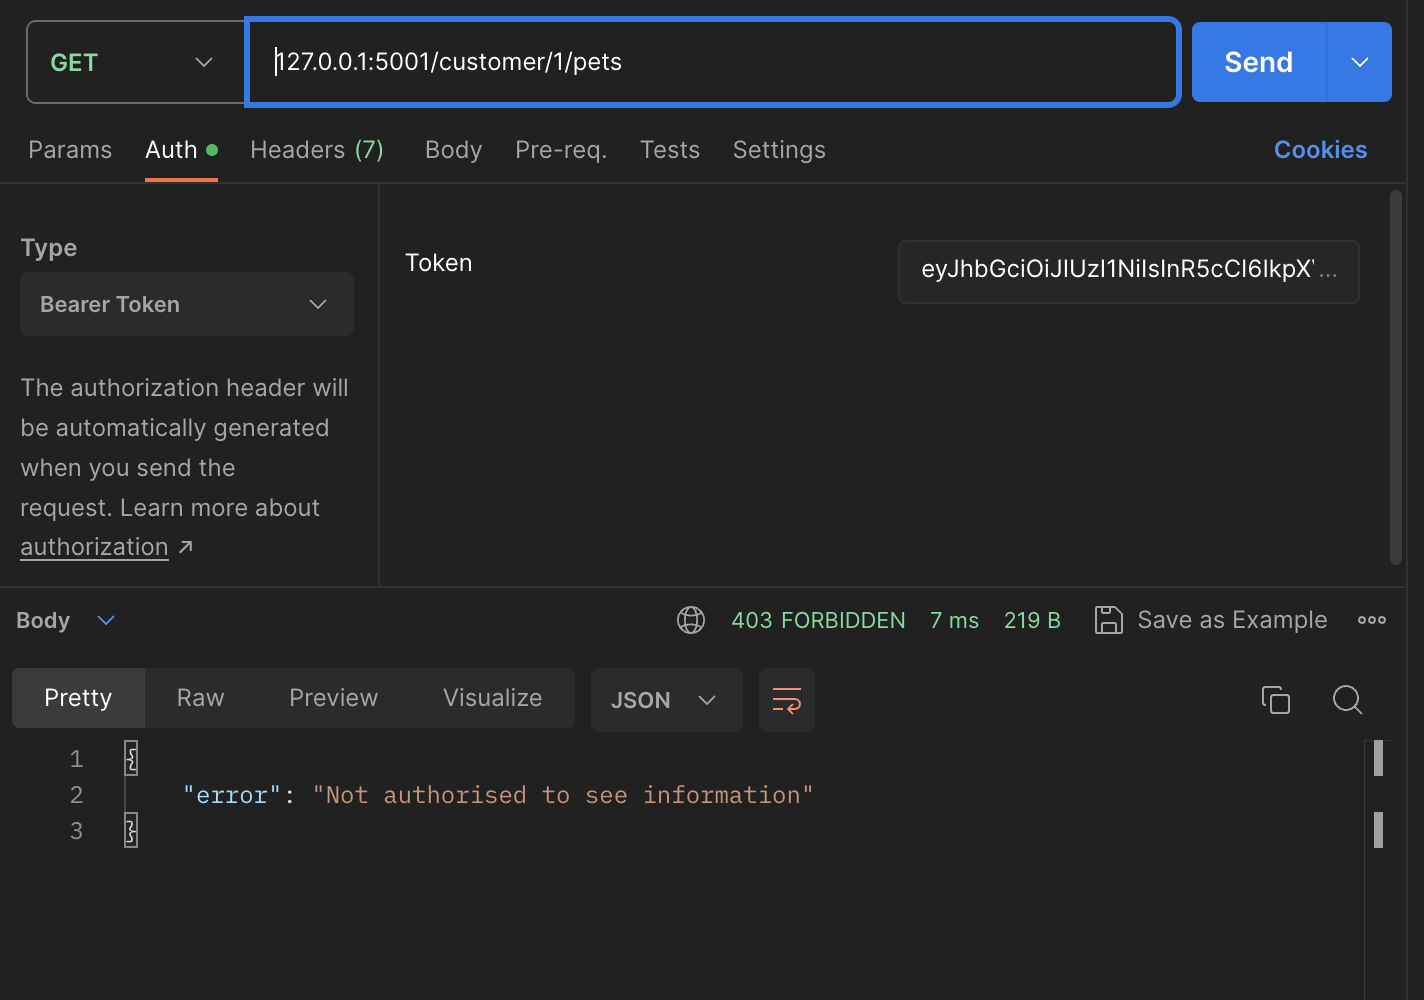 GET
127.0.0.1:5001/customer/1/pets
Send
Params Auth Headers (7) Body Pre-req. Tests Settings Cookies
Type
Bearer Token
The authorization header will
be automatically generated
when you send the
request. Learn more about
authorization ↗
Token
eyJhbGciOiJIUzI1NiIsInR5cCI6IkpX ...
Body 403 FORBIDDEN 7 ms 219 B Save as Example
Pretty Raw Preview Visualize JSON
1 {
2 "error": "Not authorised to see information"
3 }